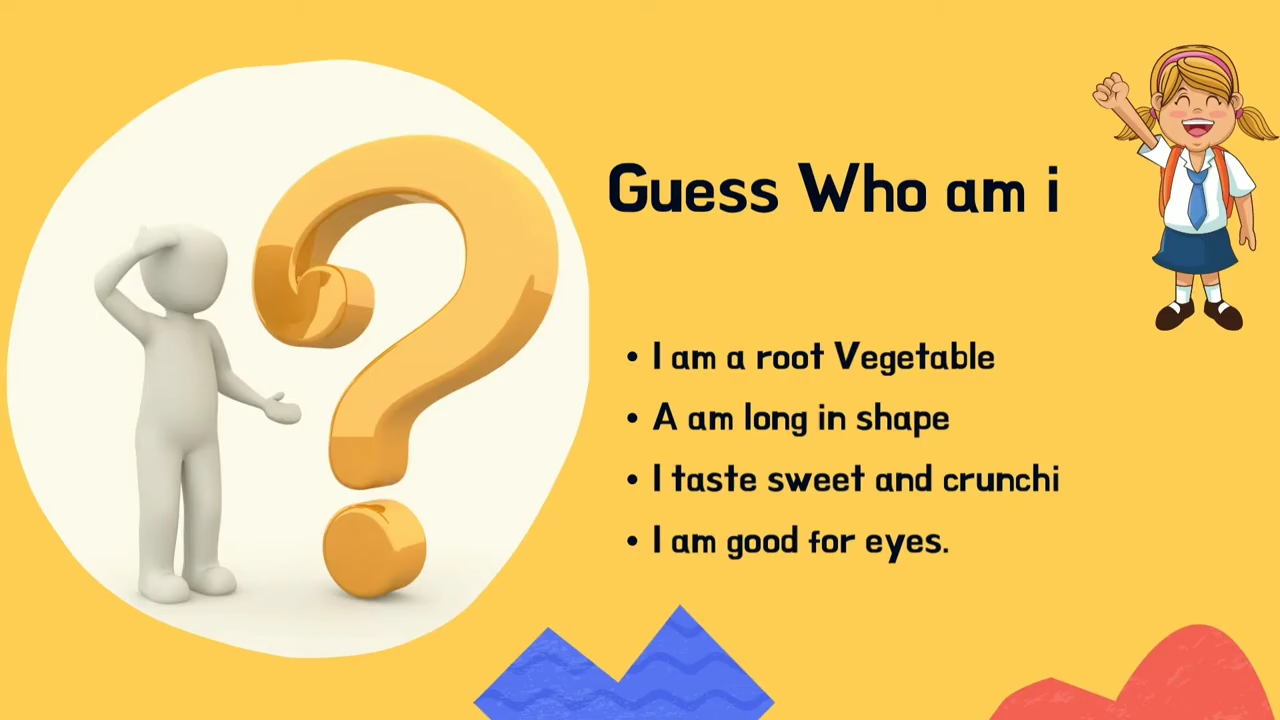 Guess Who am i
• I am a root Vegetable
• A am long in shape
• I taste sweet and crunchi
• I am good for eyes.